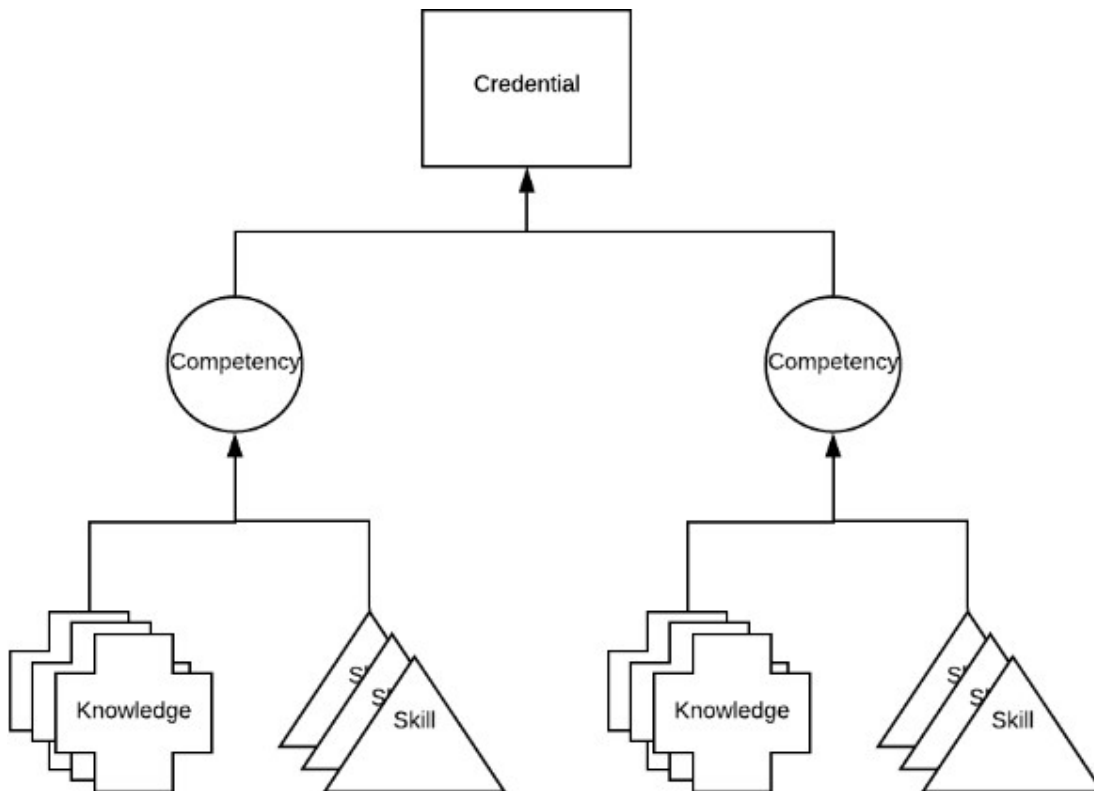 Credential
Competency
Competency
Knowledge
Skill
Knowledge
Skill